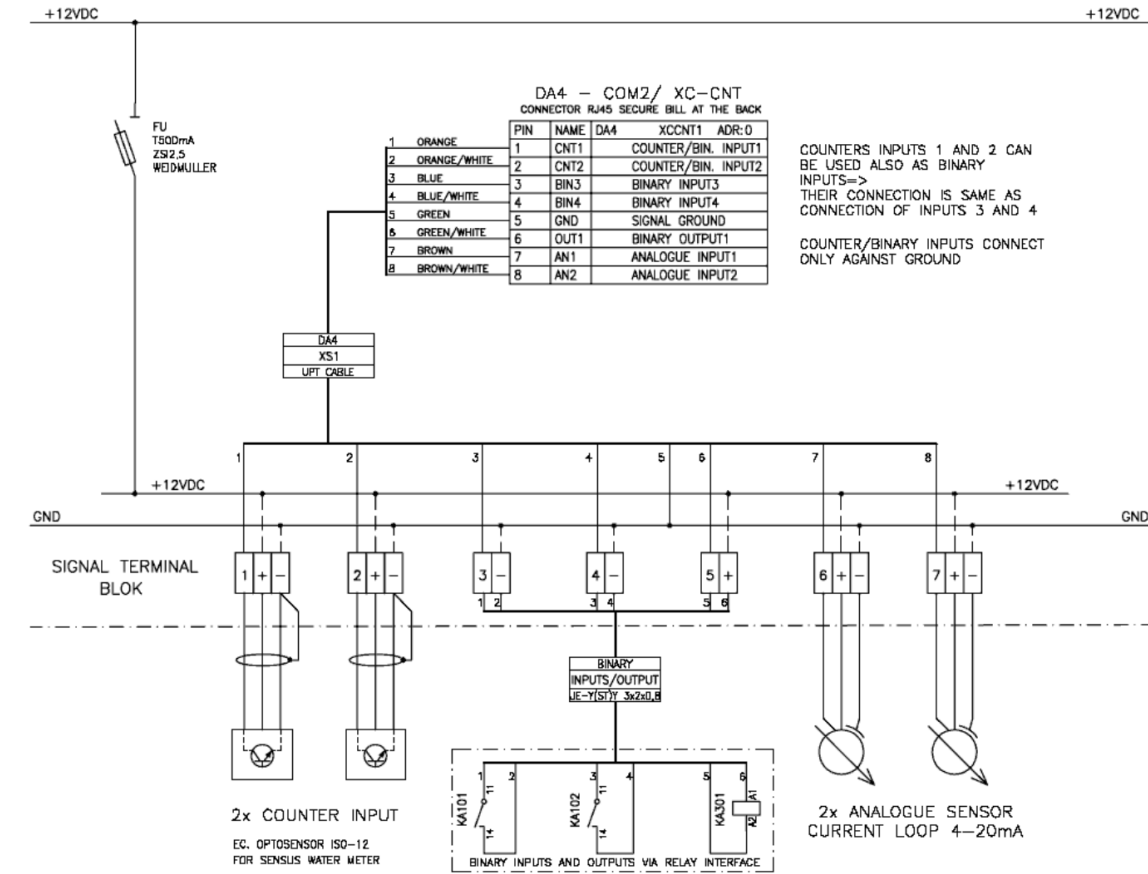 +12VDC +12VDC
FU
T500mA
ZSI2,5
WEIDMULLER
DA4 – COM2/ XC–CNT
CONNECTOR RJ45 SECURE BILL AT THE BACK
PIN NAME DA4 XCCNT1 ADR:0
1 ORANGE 1 CNT1 COUNTER/BIN. INPUT1
2 ORANGE/WHITE 2 CNT2 COUNTER/BIN. INPUT2
3 BLUE 3 BIN3 BINARY INPUT3
4 BLUE/WHITE 4 BIN4 BINARY INPUT4
5 GREEN 5 GND SIGNAL GROUND
6 GREEN/WHITE 6 OUT1 BINARY OUTPUT1
7 BROWN 7 AN1 ANALOGUE INPUT1
8 BROWN/WHITE 8 AN2 ANALOGUE INPUT2
COUNTERS INPUTS 1 AND 2 CAN
BE USED ALSO AS BINARY
INPUTS=>
THEIR CONNECTION IS SAME AS
CONNECTION OF INPUTS 3 AND 4
COUNTER/BINARY INPUTS CONNECT
ONLY AGAINST GROUND
DA4
XS1
UPT CABLE
1 2 3 4 5 6 7 8
+12VDC +12VDC
GND GND
SIGNAL TERMINAL
BLOK
1 + – 2 + – 3 – 4 – 5 + 6 + – 7 + –
1 2 3 4 5 6
BINARY
INPUTS/OUTPUT
JE–Y(ST)Y 3x2x0,8
1 2 3 4 5 6
KA101 11 14
KA102 11 14
KA301 A1 A2
BINARY INPUTS AND OUTPUTS VIA RELAY INTERFACE
2x COUNTER INPUT
EC. OPTOSENSOR ISO–12
FOR SENSUS WATER METER
2x ANALOGUE SENSOR
CURRENT LOOP 4–20mA